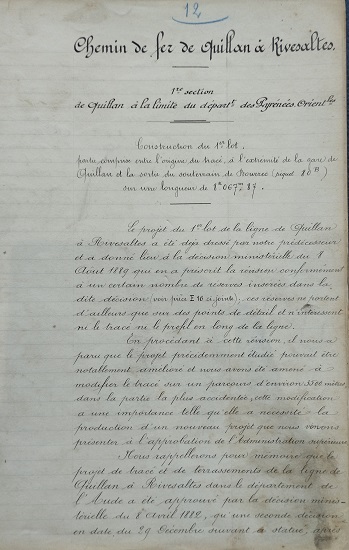 12
Chemin de fer de Quillan à Rivesaltes.
1re section
de Quillan à la limite du départt des Pyrénées Orientles
Construction du 1er lot,
partie comprise entre l'origine du tracé, à l'extrémité de la gare de
Quillan et la sortie du souterrain de (piquet 80 B)
sur une longueur de 8k067m87.
Le projet du 1er lot de la ligne de Quillan
à Rivesaltes a été déjà dressé par notre prédécesseur
et a donné lieu à la décision ministérielle du 8
Août 1889 qui en a prescrit la révision conformément
à un certain nombre de réserves insérées dans la
dite décision (voir pièce I 16 ci-jointe), ces réserves ne portent
d'ailleurs que sur des points de détail et n'intéressent
ni le tracé ni le profil en long de la ligne.
En procédant à cette révision, il nous a
paru que le projet précédemment étudié pouvait être
notablement amélioré et nous avons été amenés à
modifier le tracé sur un parcours d'environ 3500 mètres,
dans la partie la plus accidentée, cette modification
a une importance telle qu'elle a nécessité la
production d'un nouveau projet que nous venons
présenter à l'approbation de l'administration supérieure.
Nous rappellerons pour mémoire que le
projet de tracé et de terrassements de la ligne de
Quillan à Rivesaltes dans le département de
l'Aude a été approuvé par la décision minis-
térielle du 8 Avril 1882, qu'une seconde décision
en date du 29 Décembre suivant a statué, après